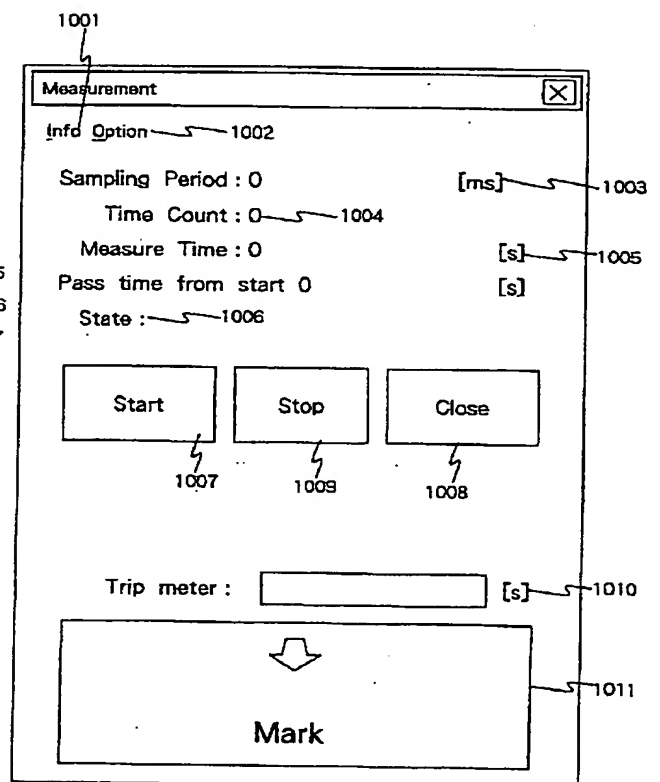 1001
Measurement
Info Option 1002
Sampling Period : 0 [ms] 1003
Time Count : 0 1004
Measure Time : 0 [s] 1005
Pass time from start 0 [s]
State : 1006
Start Stop Close
1007 1009 1008
Trip meter : [s] 1010
1011
Mark